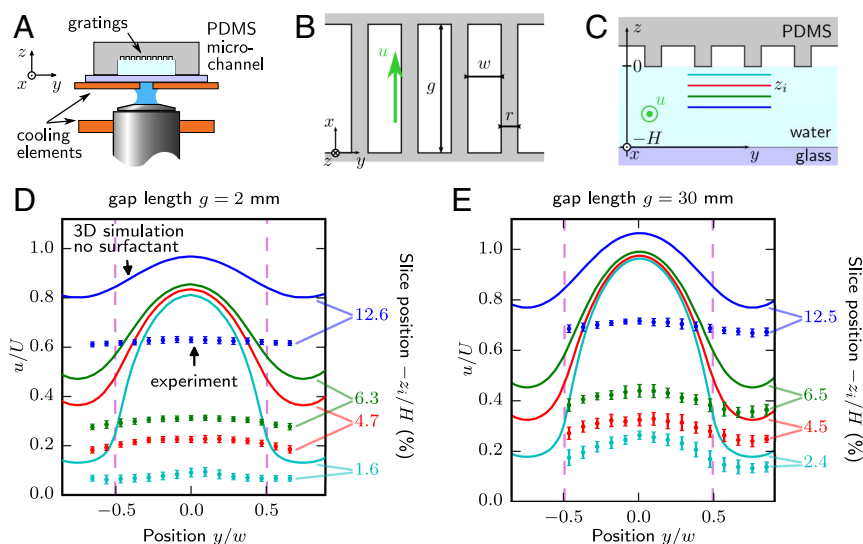 A
gratings
PDMS
micro-
channel
z
x
y
cooling
elements
B
u
g
w
r
x
z
y
C
PDMS
0
z_i
u
−H
water
x
y
glass
D
gap length g = 2 mm
3D simulation
no surfactant
experiment
1.0
0.8
0.6
0.4
0.2
0.0
u/U
−0.5
0.0
0.5
Position y/w
12.6
6.3
4.7
1.6
Slice position −z_i/H (%)
E
gap length g = 30 mm
1.0
0.8
0.6
0.4
0.2
0.0
u/U
−0.5
0.0
0.5
Position y/w
12.5
6.5
4.5
2.4
Slice position −z_i/H (%)